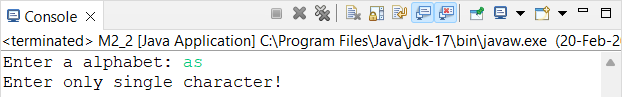 Console
<terminated> M2_2 [Java Application] C:\Program Files\Java\jdk-17\bin\javaw.exe (20-Feb-2
Enter a alphabet: as
Enter only single character!